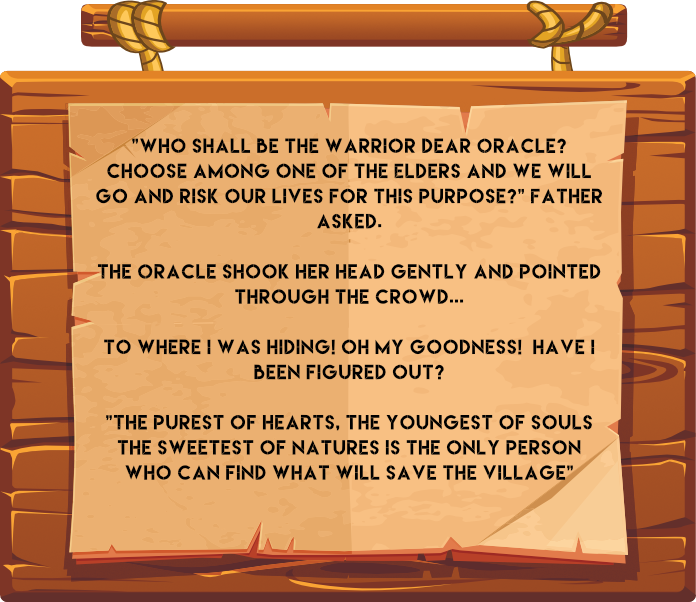 "WHO SHALL BE THE WARRIOR DEAR ORACLE?
CHOOSE AMONG ONE OF THE ELDERS AND WE WILL
GO AND RISK OUR LIVES FOR THIS PURPOSE?" FATHER
ASKED.
THE ORACLE SHOOK HER HEAD GENTLY AND POINTED
THROUGH THE CROWD...
TO WHERE I WAS HIDING! OH MY GOODNESS! HAVE I
BEEN FIGURED OUT?
"THE PUREST OF HEARTS, THE YOUNGEST OF SOULS
THE SWEETEST OF NATURES IS THE ONLY PERSON
WHO CAN FIND WHAT WILL SAVE THE VILLAGE"